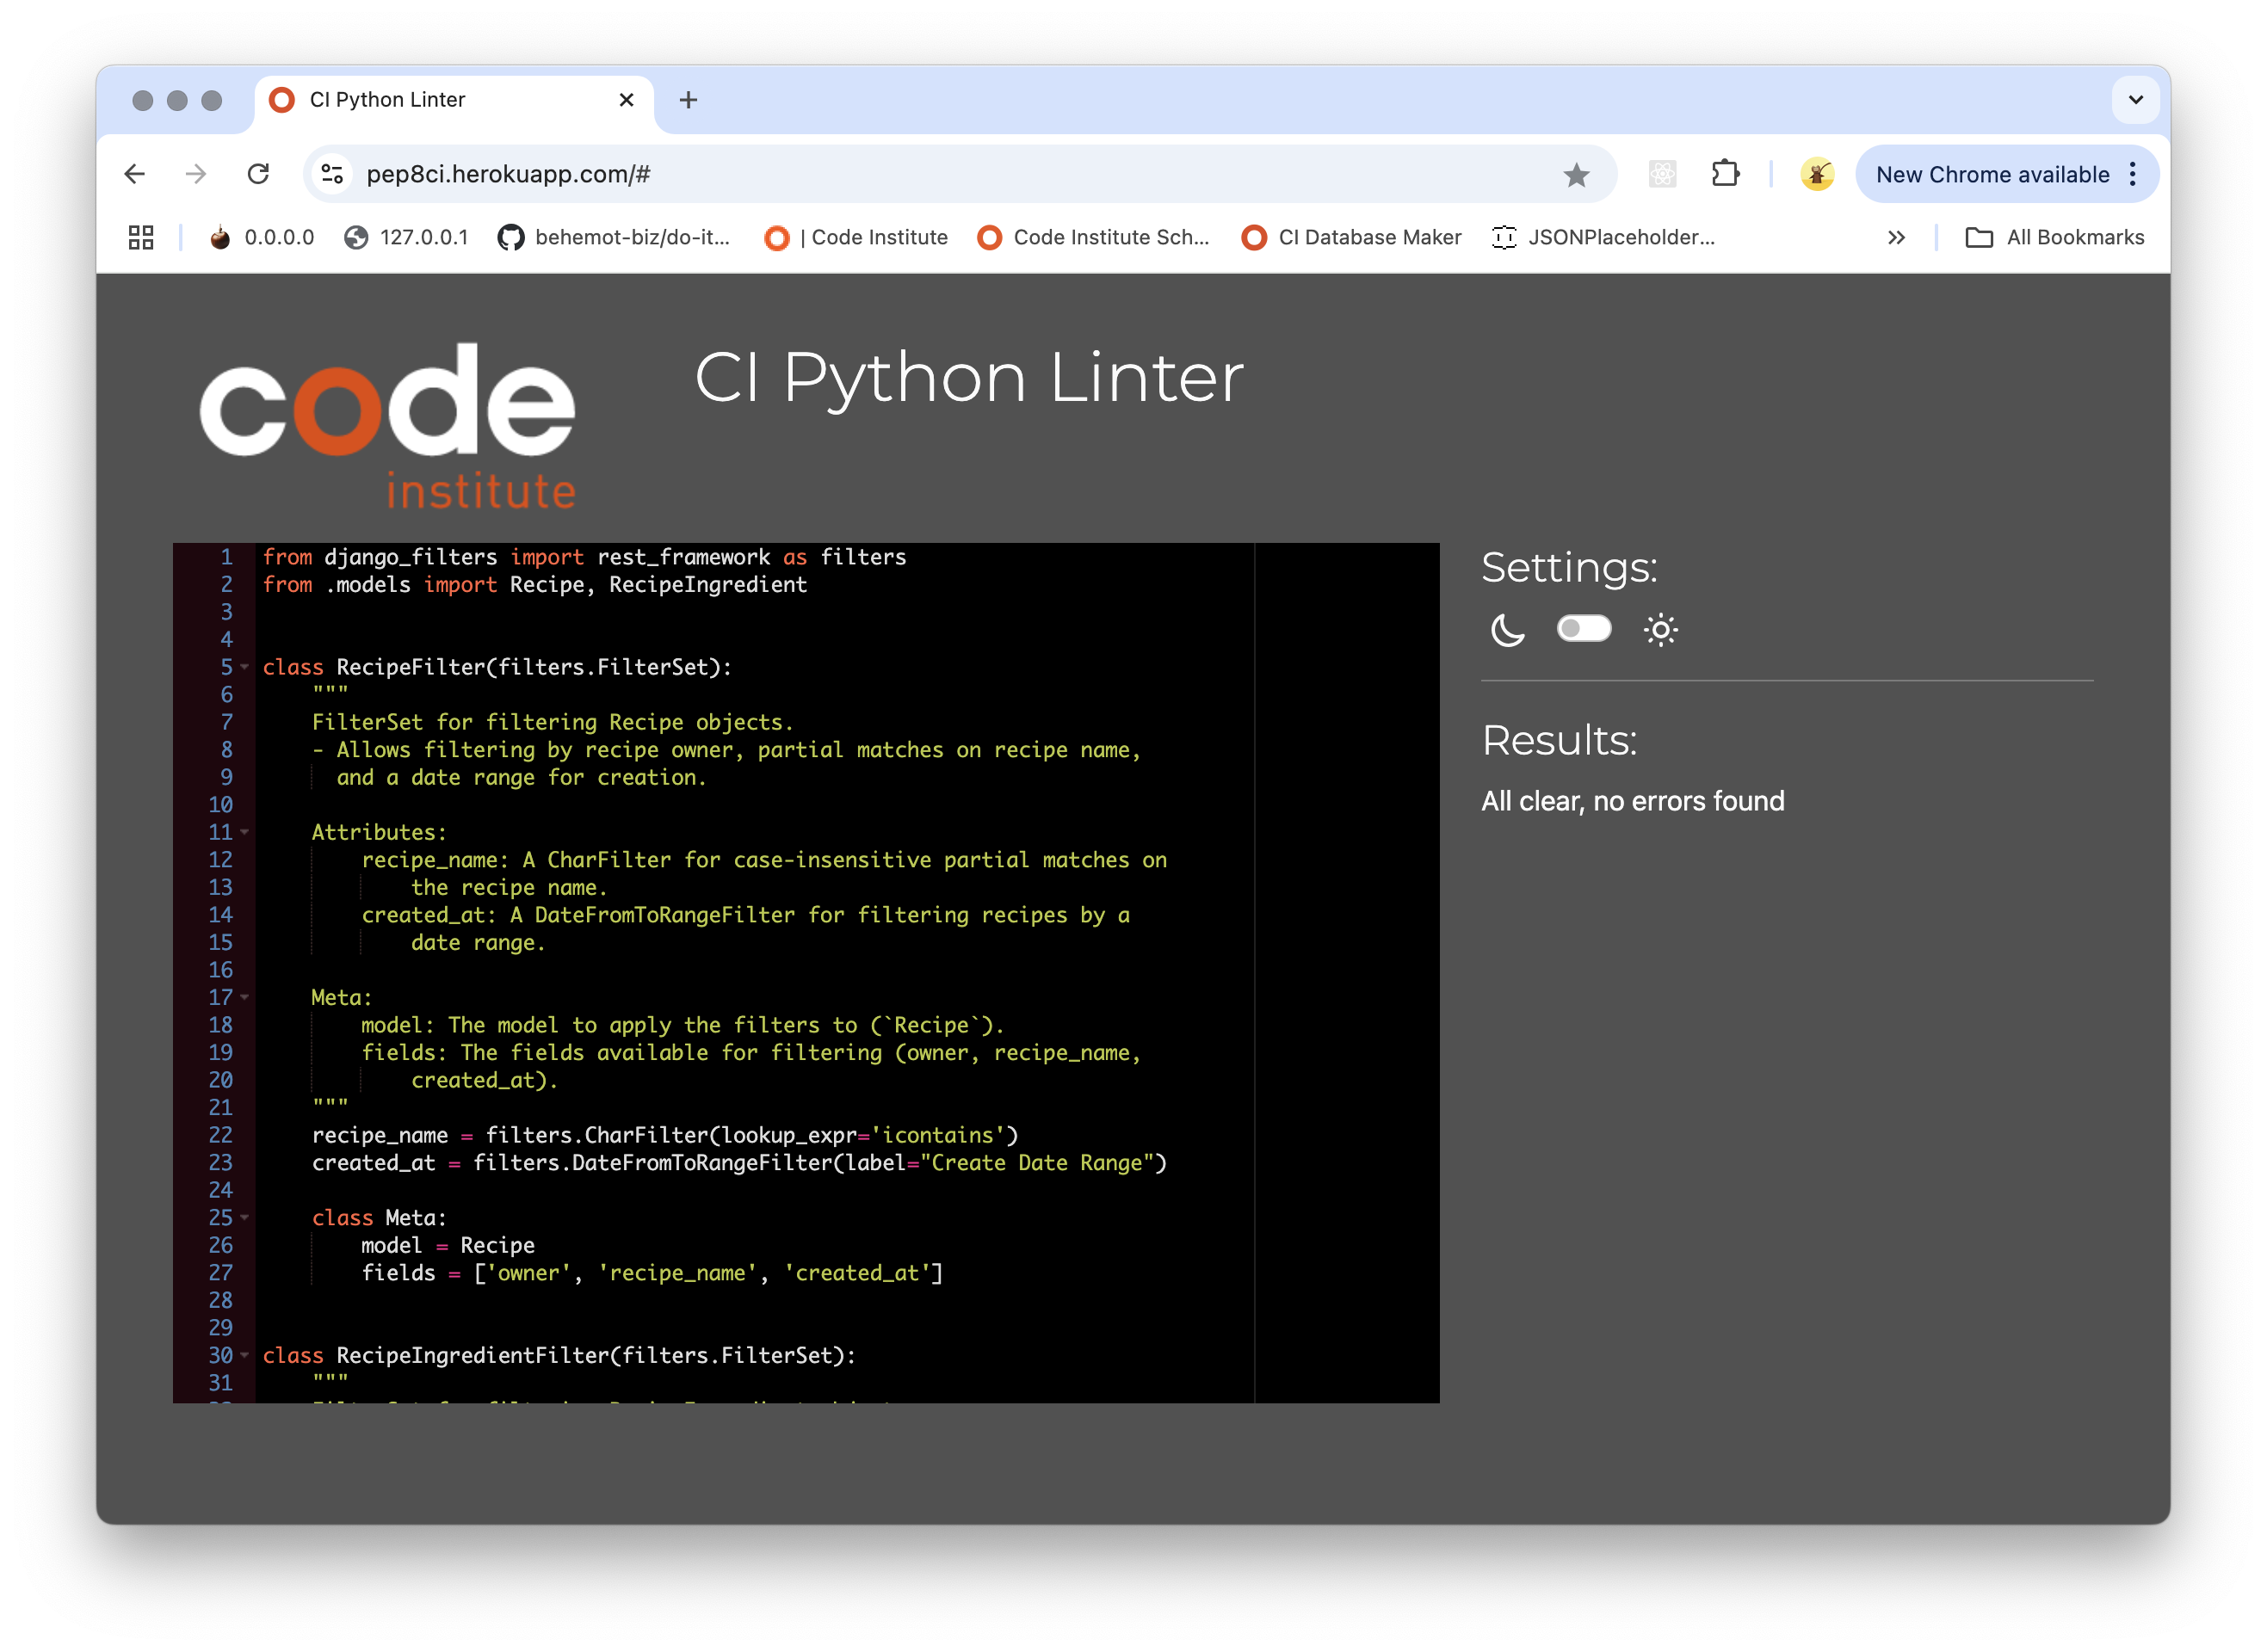 CI Python Linter
pep8ci.herokuapp.com/#
New Chrome available
0.0.0.0
127.0.0.1
behemot-biz/do-it...
| Code Institute
Code Institute Sch...
CI Database Maker
JSONPlaceholder...
All Bookmarks
code
institute
CI Python Linter
1 from django_filters import rest_framework as filters
2 from .models import Recipe, RecipeIngredient
3
4
5 class RecipeFilter(filters.FilterSet):
6     """
7     FilterSet for filtering Recipe objects.
8     - Allows filtering by recipe owner, partial matches on recipe name,
9       and a date range for creation.
10
11     Attributes:
12         recipe_name: A CharFilter for case-insensitive partial matches on
13             the recipe name.
14         created_at: A DateFromToRangeFilter for filtering recipes by a
15             date range.
16
17     Meta:
18         model: The model to apply the filters to (`Recipe`).
19         fields: The fields available for filtering (owner, recipe_name,
20             created_at).
21     """
22     recipe_name = filters.CharFilter(lookup_expr='icontains')
23     created_at = filters.DateFromToRangeFilter(label="Create Date Range")
24
25     class Meta:
26         model = Recipe
27         fields = ['owner', 'recipe_name', 'created_at']
28
29
30 class RecipeIngredientFilter(filters.FilterSet):
31     """
Settings:
Results:
All clear, no errors found